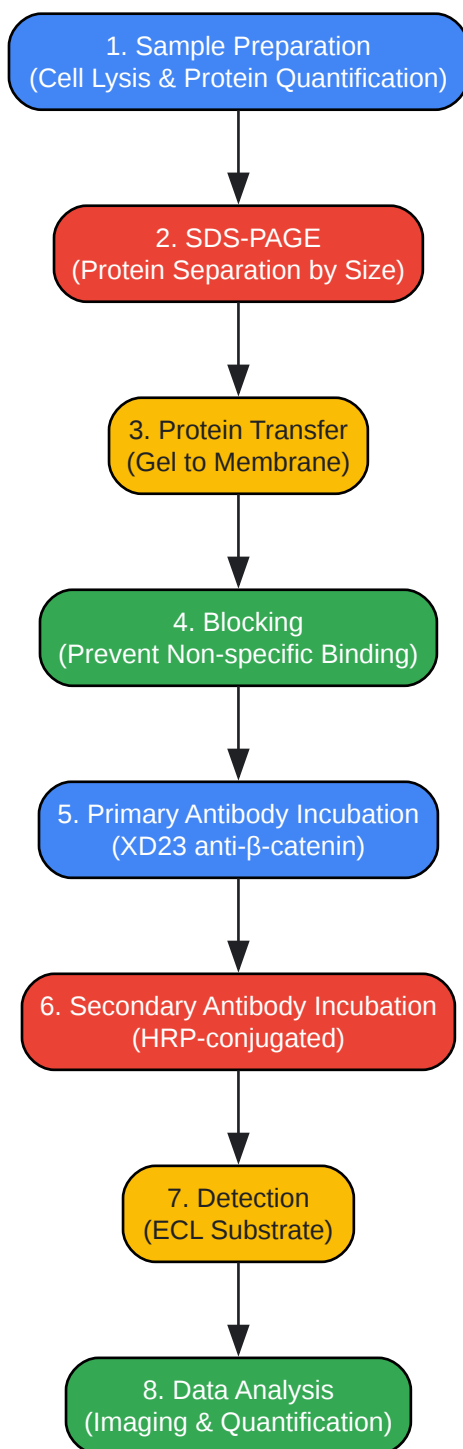 1. Sample Preparation
(Cell Lysis & Protein Quantification)
2. SDS-PAGE
(Protein Separation by Size)
3. Protein Transfer
(Gel to Membrane)
4. Blocking
(Prevent Non-specific Binding)
5. Primary Antibody Incubation
(XD23 anti-β-catenin)
6. Secondary Antibody Incubation
(HRP-conjugated)
7. Detection
(ECL Substrate)
8. Data Analysis
(Imaging & Quantification)